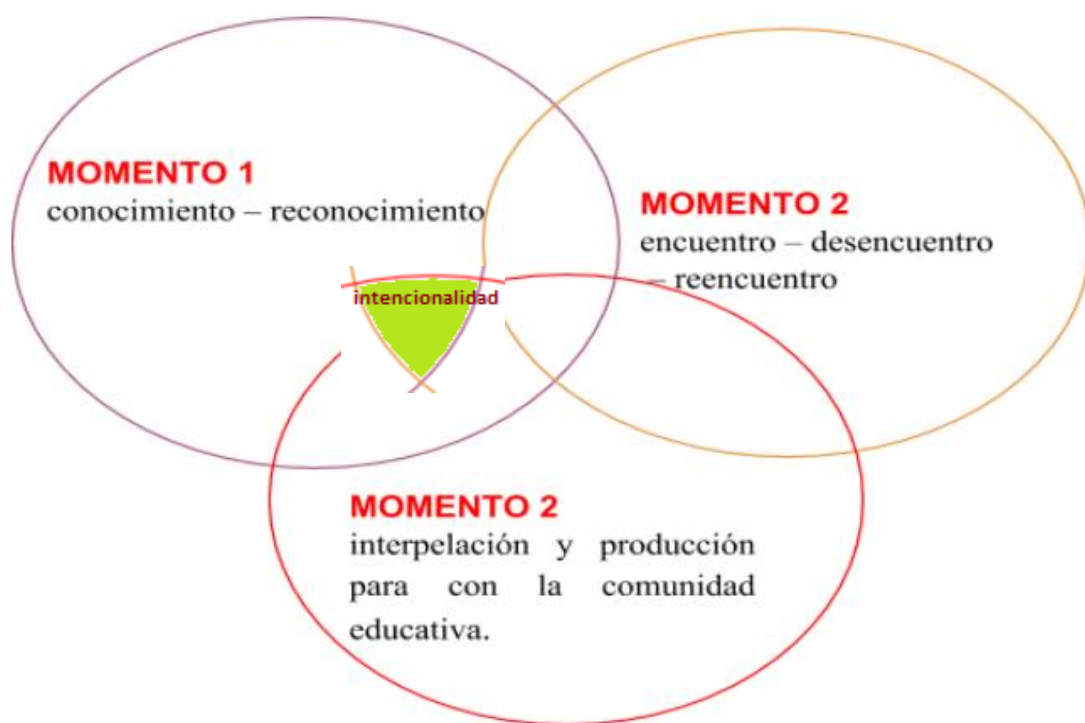 MOMENTO 1
conocimiento – reconocimiento
MOMENTO 2
encuentro – desencuentro
– reencuentro
intencionalidad
MOMENTO 2
interpelación y producción
para con la comunidad
educativa.